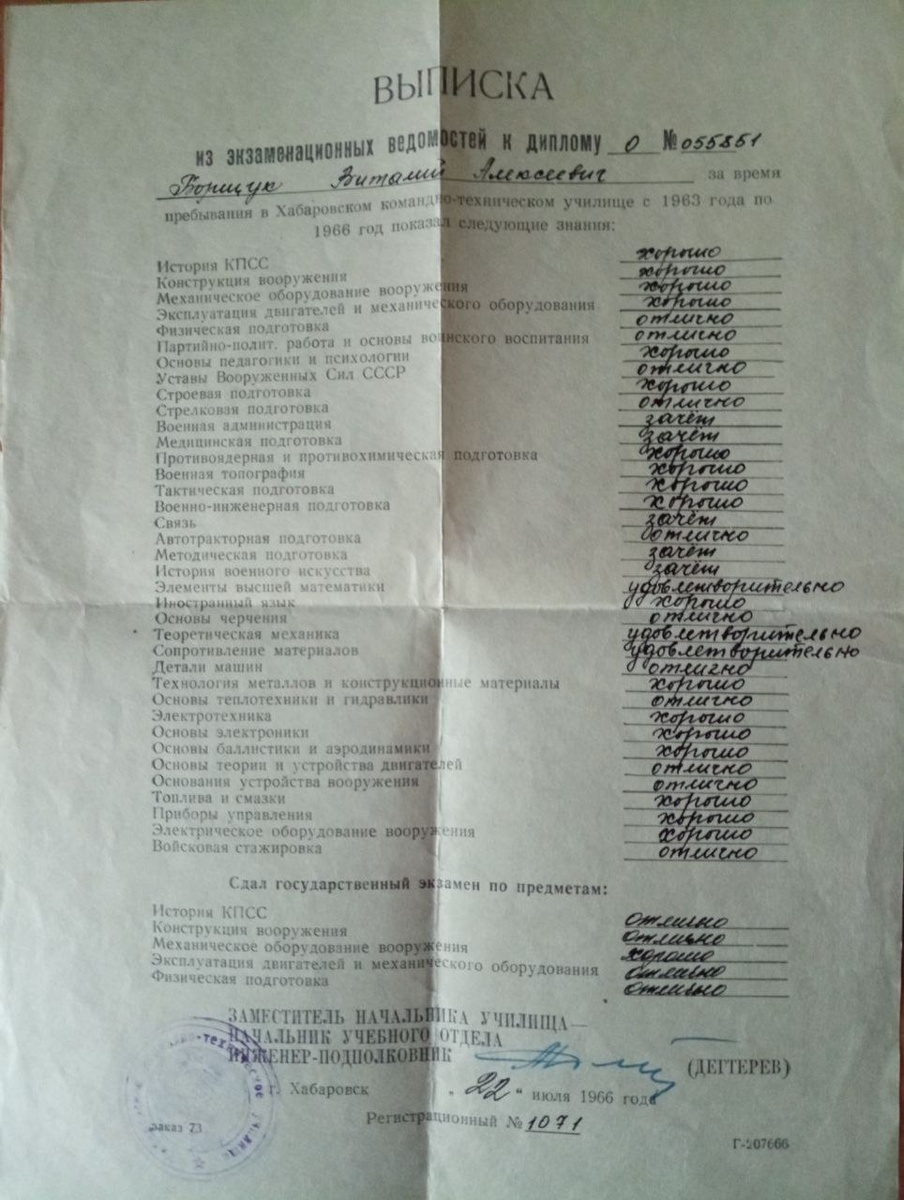 ВЫПИСКА
из экзаменационных ведомостей к диплому О № 055851
Борщук Виталий Алексеевич за время
пребывания в Хабаровском командно-техническом училище с 1963 года по
1966 год показал следующие знания:
История КПСС хорошо
Конструкция вооружения хорошо
Механическое оборудование вооружения хорошо
Эксплуатация двигателей и механического оборудования хорошо
Физическая подготовка отлично
Партийно-полит. работа и основы воинского воспитания отлично
Основы педагогики и психологии хорошо
Уставы Вооруженных Сил СССР отлично
Строевая подготовка хорошо
Стрелковая подготовка отлично
Военная администрация зачёт
Медицинская подготовка зачёт
Противоядерная и противохимическая подготовка хорошо
Военная топография хорошо
Тактическая подготовка хорошо
Военно-инженерная подготовка хорошо
Связь зачёт
Автотракторная подготовка отлично
Методическая подготовка зачёт
История военного искусства зачёт
Элементы высшей математики удовлетворительно
Иностранный язык хорошо
Основы черчения отлично
Теоретическая механика удовлетворительно
Сопротивление материалов удовлетворительно
Детали машин отлично
Технология металлов и конструкционные материалы хорошо
Основы теплотехники и гидравлики отлично
Электротехника хорошо
Основы электроники хорошо
Основы баллистики и аэродинамики хорошо
Основы теории и устройства двигателей отлично
Основания устройства вооружения отлично
Топлива и смазки хорошо
Приборы управления хорошо
Электрическое оборудование вооружения хорошо
Войсковая стажировка отлично
Сдал государственный экзамен по предметам:
История КПСС отлично
Конструкция вооружения отлично
Механическое оборудование вооружения хорошо
Эксплуатация двигателей и механического оборудования отлично
Физическая подготовка отлично
ЗАМЕСТИТЕЛЬ НАЧАЛЬНИКА УЧИЛИЩА—
НАЧАЛЬНИК УЧЕБНОГО ОТДЕЛА
ИНЖЕНЕР-ПОДПОЛКОВНИК (ДЕГТЕРЕВ)
г. Хабаровск „22" июля 1966 года
Регистрационный № 1071
заказ 73
Г-207666